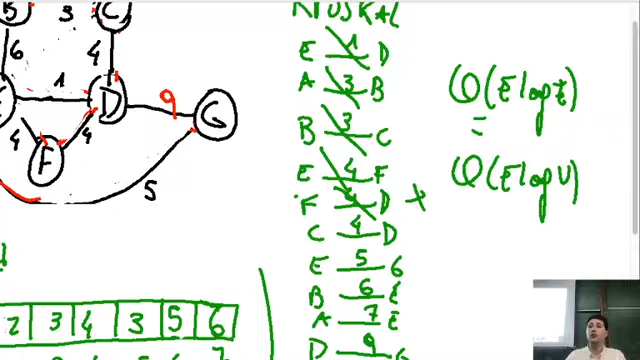 B 3 C
KRUSKAL
6 4
E 1 D
1
A 3 B
D 9 G
B 3 C
4 4
E 4 F
F
F 4 D X
5
C 4 D
E 5 G
B 6 E
A 7 E
D 9 G
O(E log E)
=
O(E log V)
2 3 4 3 5 6